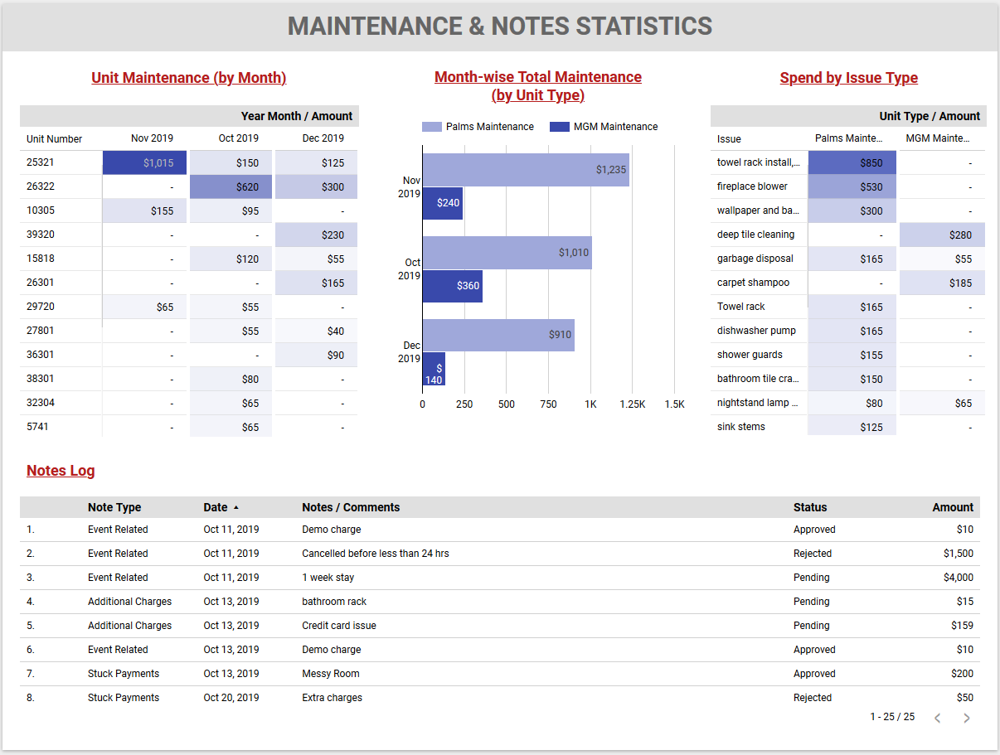 MAINTENANCE & NOTES STATISTICS
Unit Maintenance (by Month)
Year Month / Amount
Unit Number Nov 2019 Oct 2019 Dec 2019
25321 $1,015 $150 $125
26322 - $620 $300
10305 $155 $95 -
39320 - - $230
15818 - $120 $55
26301 - - $165
29720 $65 $55 -
27801 - $55 $40
36301 - - $90
38301 - $80 -
32304 - $65 -
5741 - $65 -
Month-wise Total Maintenance
(by Unit Type)
Palms Maintenance MGM Maintenance
Nov
2019
$1,235
$240
Oct
2019
$1,010
$360
Dec
2019
$910
$
140
0 250 500 750 1K 1.25K 1.5K
Spend by Issue Type
Unit Type / Amount
Issue Palms Mainte... MGM Mainte...
towel rack install,... $850 -
fireplace blower $530 -
wallpaper and ba... $300 -
deep tile cleaning - $280
garbage disposal $165 $55
carpet shampoo - $185
Towel rack $165 -
dishwasher pump $165 -
shower guards $155 -
bathroom tile cra... $150 -
nightstand lamp ... $80 $65
sink stems $125 -
Notes Log
Note Type Date Notes / Comments Status Amount
1. Event Related Oct 11, 2019 Demo charge Approved $10
2. Event Related Oct 11, 2019 Cancelled before less than 24 hrs Rejected $1,500
3. Event Related Oct 11, 2019 1 week stay Pending $4,000
4. Additional Charges Oct 13, 2019 bathroom rack Pending $15
5. Additional Charges Oct 13, 2019 Credit card issue Pending $159
6. Event Related Oct 13, 2019 Demo charge Approved $10
7. Stuck Payments Oct 13, 2019 Messy Room Approved $200
8. Stuck Payments Oct 20, 2019 Extra charges Rejected $50
1 - 25 / 25